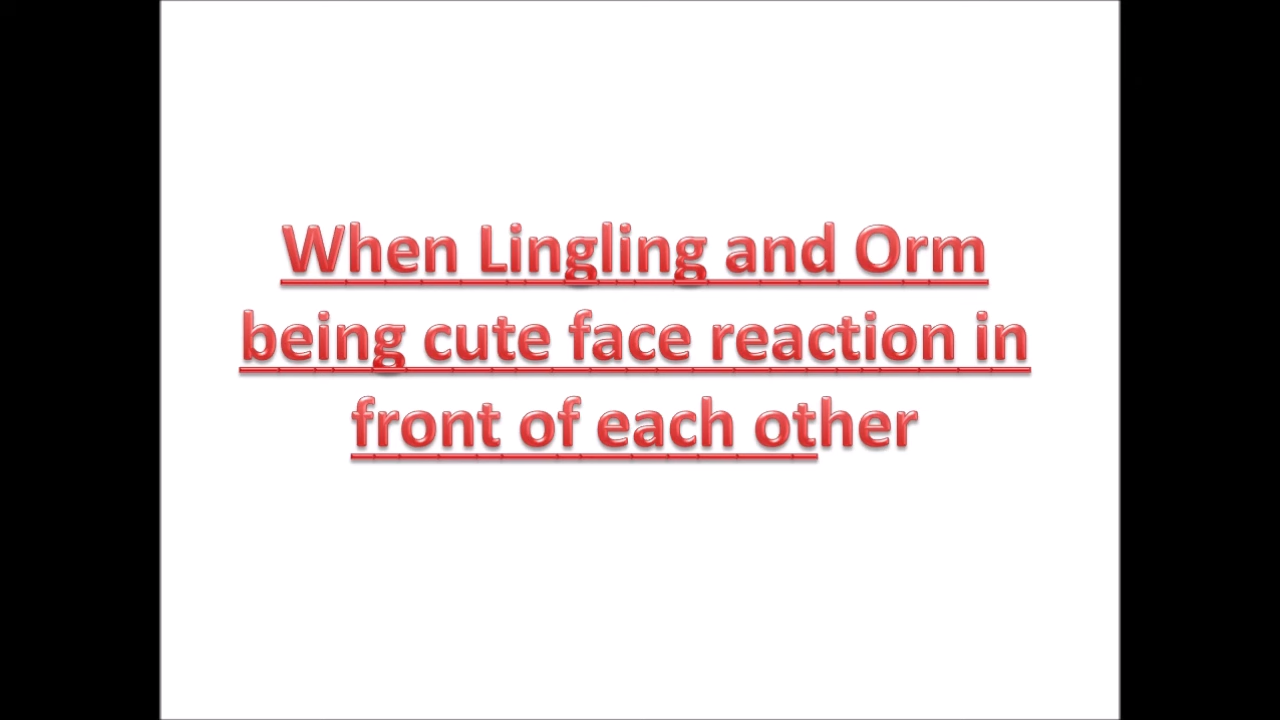 When Lingling and Orm
being cute face reaction in
front of each other